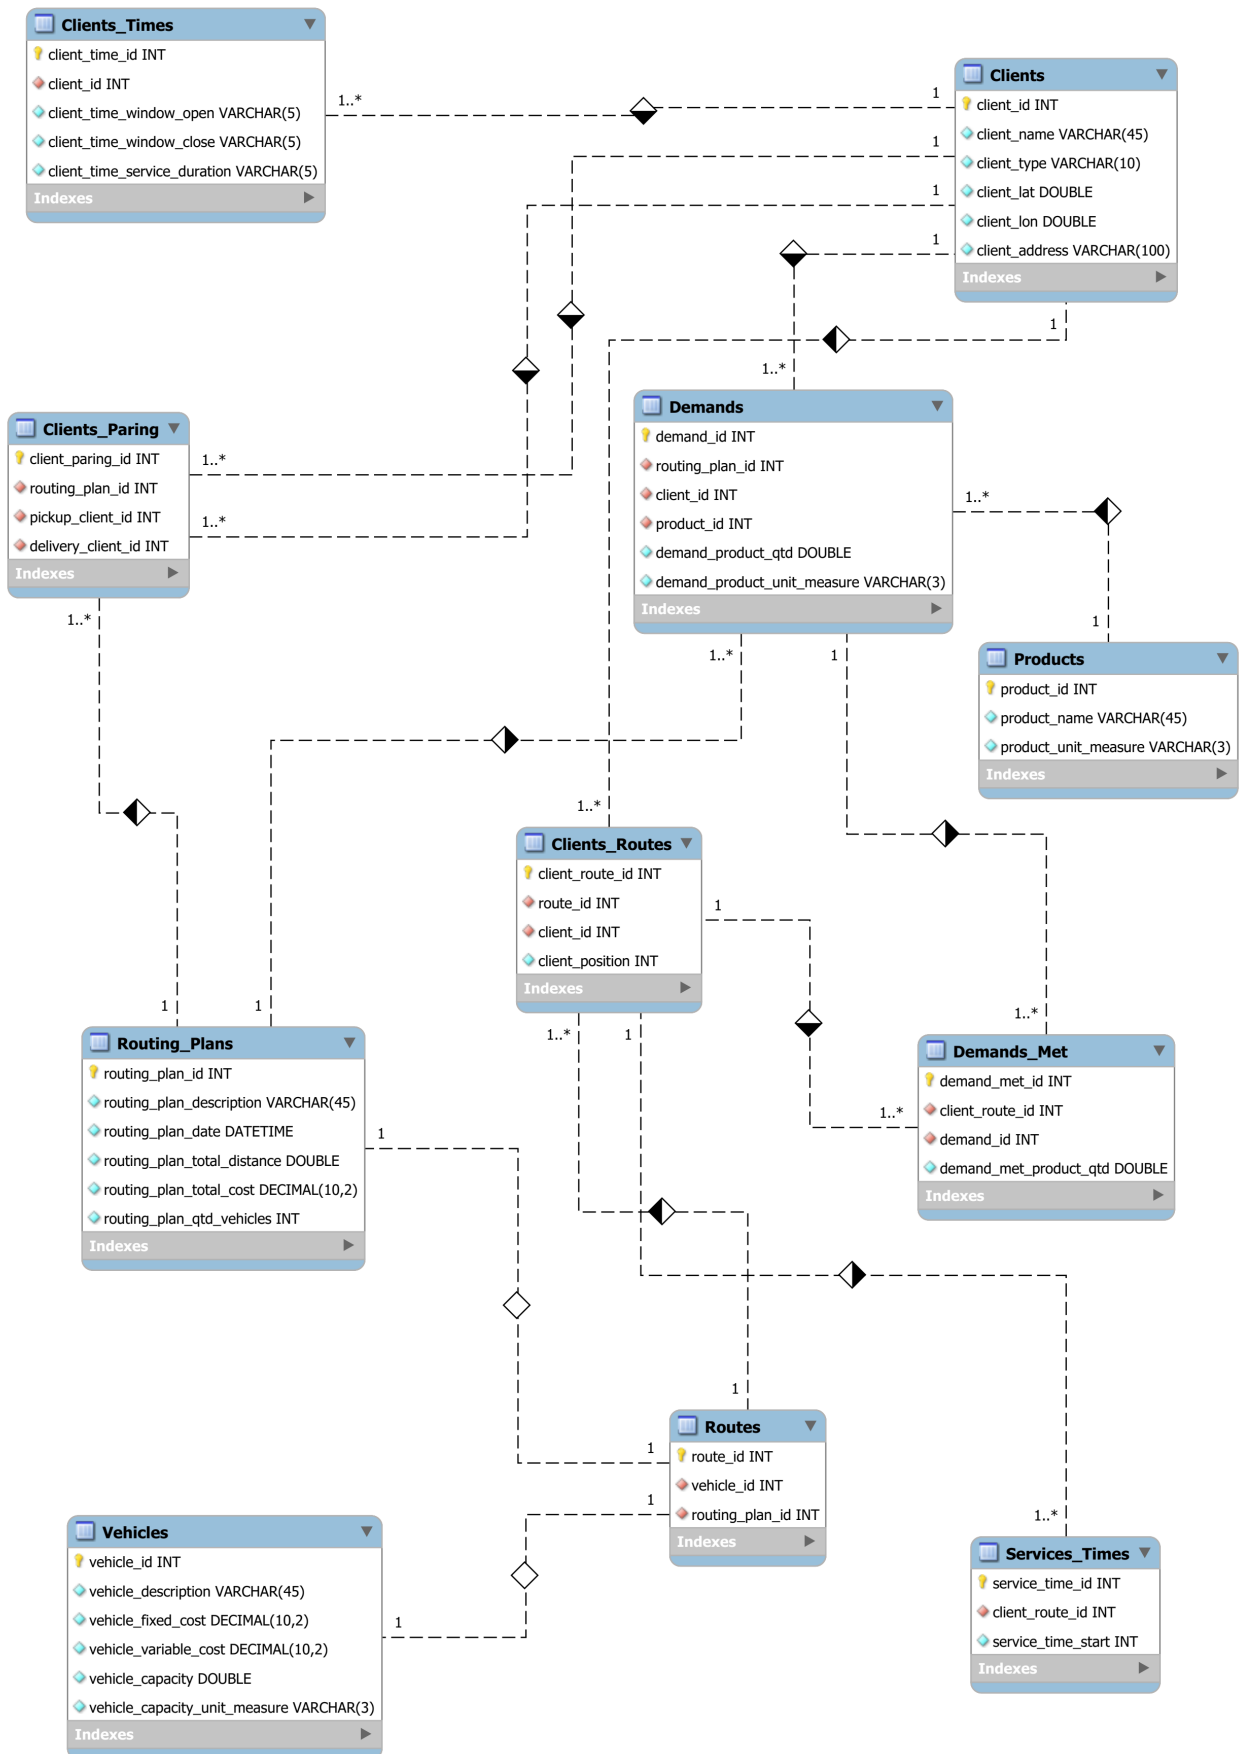 Clients_Times
client_time_id INT
client_id INT
client_time_window_open VARCHAR(5)
client_time_window_close VARCHAR(5)
client_time_service_duration VARCHAR(5)
Indexes
1..*
1
Clients
client_id INT
client_name VARCHAR(45)
client_type VARCHAR(10)
client_lat DOUBLE
client_lon DOUBLE
client_address VARCHAR(100)
Indexes
1
1
1
1
1..*
Clients_Paring
client_paring_id INT
routing_plan_id INT
pickup_client_id INT
delivery_client_id INT
Indexes
1..*
1..*
1..*
Demands
demand_id INT
routing_plan_id INT
client_id INT
product_id INT
demand_product_qtd DOUBLE
demand_product_unit_measure VARCHAR(3)
Indexes
1..*
1
1..*
1
Products
product_id INT
product_name VARCHAR(45)
product_unit_measure VARCHAR(3)
Indexes
1..*
Clients_Routes
client_route_id INT
route_id INT
client_id INT
client_position INT
Indexes
1
1..*
1
1
1
Routing_Plans
routing_plan_id INT
routing_plan_description VARCHAR(45)
routing_plan_date DATETIME
routing_plan_total_distance DOUBLE
routing_plan_total_cost DECIMAL(10,2)
routing_plan_qtd_vehicles INT
Indexes
1
1..*
1..*
Demands_Met
demand_met_id INT
client_route_id INT
demand_id INT
demand_met_product_qtd DOUBLE
Indexes
1
1
1
Routes
route_id INT
vehicle_id INT
routing_plan_id INT
Indexes
Vehicles
vehicle_id INT
vehicle_description VARCHAR(45)
vehicle_fixed_cost DECIMAL(10,2)
vehicle_variable_cost DECIMAL(10,2)
vehicle_capacity DOUBLE
vehicle_capacity_unit_measure VARCHAR(3)
Indexes
1
1..*
Services_Times
service_time_id INT
client_route_id INT
service_time_start INT
Indexes